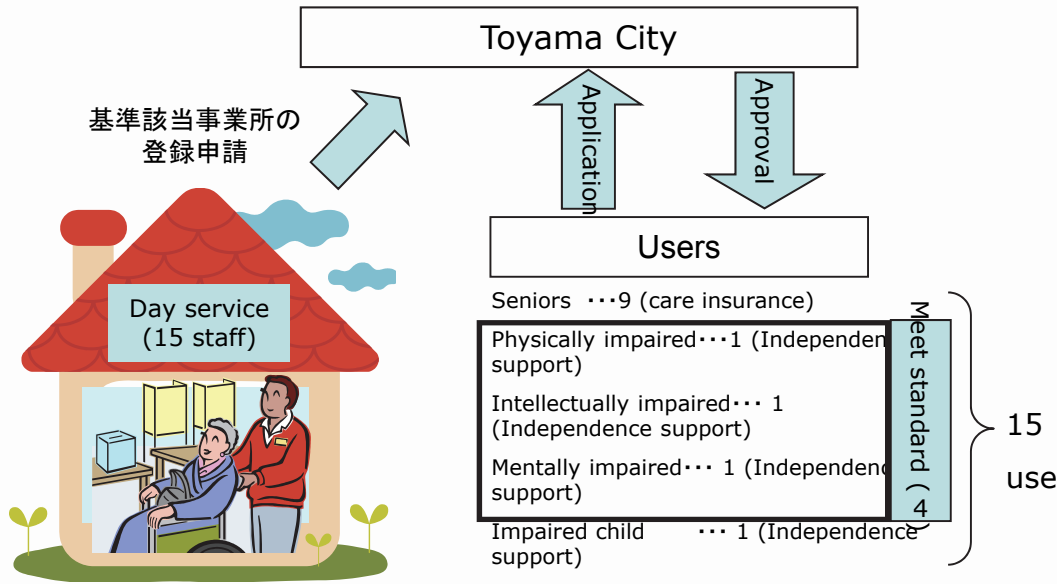 Toyama City
基準該当事業所の
登録申請
Application
Approval
Users
Day service
(15 staff)
Seniors ・・・9 (care insurance)
Physically impaired・・・1 (Independen
support)
Intellectually impaired・・・ 1
(Independence support)
Mentally impaired・・・ 1 (Independenc
support)
Impaired child ・・・ 1 (Independence
support)
Meet standard (4)
15
use